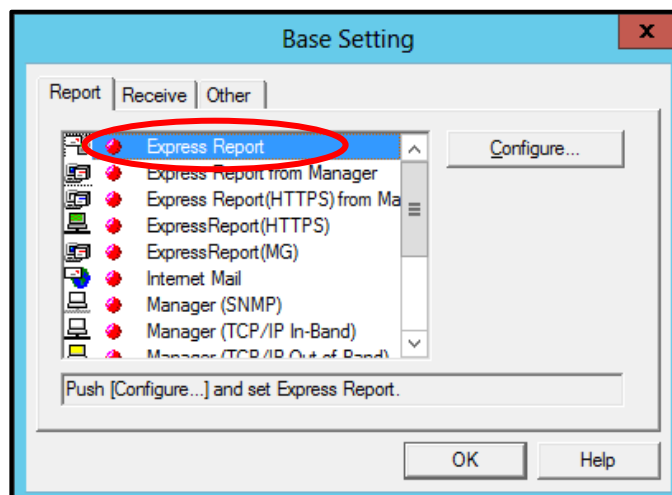 Base Setting
x
Report Receive Other
Express Report
Configure...
Express Report from Manager
Express Report(HTTPS) from Ma
ExpressReport(HTTPS)
ExpressReport(MG)
Internet Mail
Manager (SNMP)
Manager (TCP/IP In-Band)
Manager (TCP/IP Out-of-Band)
Push [Configure...] and set Express Report.
OK Help